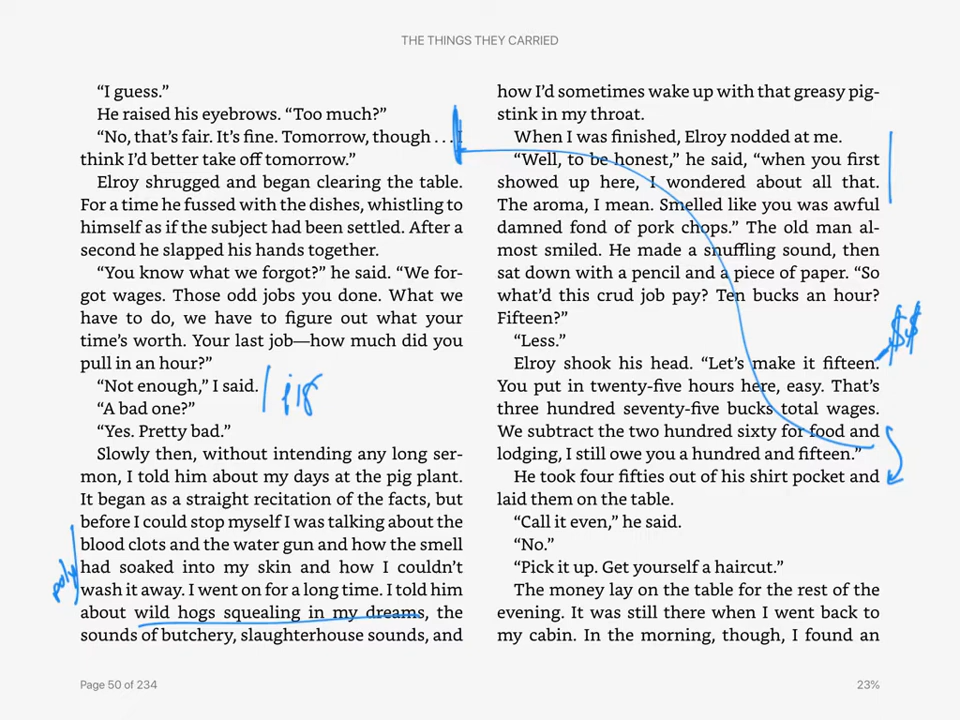 THE THINGS THEY CARRIED
“I guess.”
He raised his eyebrows. “Too much?”
“No, that’s fair. It’s fine. Tomorrow, though . . . I
think I’d better take off tomorrow.”
Elroy shrugged and began clearing the table.
For a time he fussed with the dishes, whistling to
himself as if the subject had been settled. After a
second he slapped his hands together.
“You know what we forgot?” he said. “We for-
got wages. Those odd jobs you done. What we
have to do, we have to figure out what your
time’s worth. Your last job—how much did you
pull in an hour?”
“Not enough,” I said.
“A bad one?”
“Yes. Pretty bad.”
Slowly then, without intending any long ser-
mon, I told him about my days at the pig plant.
It began as a straight recitation of the facts, but
before I could stop myself I was talking about the
blood clots and the water gun and how the smell
had soaked into my skin and how I couldn’t
wash it away. I went on for a long time. I told him
about wild hogs squealing in my dreams, the
sounds of butchery, slaughterhouse sounds, and
poly
how I’d sometimes wake up with that greasy pig-
stink in my throat.
When I was finished, Elroy nodded at me.
“Well, to be honest,” he said, “when you first
showed up here, I wondered about all that.
The aroma, I mean. Smelled like you was awful
damned fond of pork chops.” The old man al-
most smiled. He made a snuffling sound, then
sat down with a pencil and a piece of paper. “So
what’d this crud job pay? Ten bucks an hour?
Fifteen?”
“Less.”
Elroy shook his head. “Let’s make it fifteen.
You put in twenty-five hours here, easy. That’s
three hundred seventy-five bucks total wages.
We subtract the two hundred sixty for food and
lodging, I still owe you a hundred and fifteen.”
He took four fifties out of his shirt pocket and
laid them on the table.
“Call it even,” he said.
“No.”
“Pick it up. Get yourself a haircut.”
The money lay on the table for the rest of the
evening. It was still there when I went back to
my cabin. In the morning, though, I found an
$$
Page 50 of 234
23%